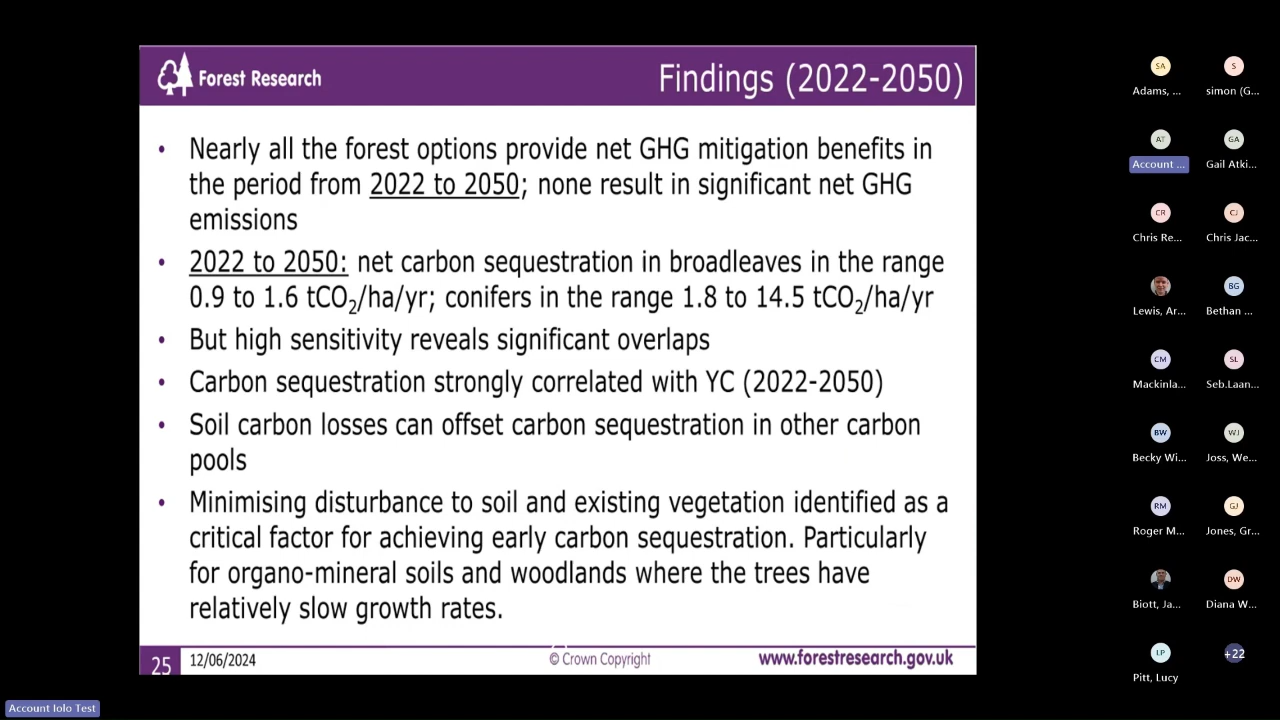 Forest Research
Findings (2022-2050)
• Nearly all the forest options provide net GHG mitigation benefits in
the period from 2022 to 2050; none result in significant net GHG
emissions
• 2022 to 2050: net carbon sequestration in broadleaves in the range
0.9 to 1.6 tCO₂/ha/yr; conifers in the range 1.8 to 14.5 tCO₂/ha/yr
• But high sensitivity reveals significant overlaps
• Carbon sequestration strongly correlated with YC (2022-2050)
• Soil carbon losses can offset carbon sequestration in other carbon
pools
• Minimising disturbance to soil and existing vegetation identified as a
critical factor for achieving early carbon sequestration. Particularly
for organo-mineral soils and woodlands where the trees have
relatively slow growth rates.
25
12/06/2024
© Crown Copyright
www.forestresearch.gov.uk
SA
Adams, ...
S
simon (G...
AT
Account ...
GA
Gail Atki...
CR
Chris Re...
CJ
Chris Jac...
Lewis, Ar...
BG
Bethan ...
CM
Mackinla...
SL
Seb.Laan...
BW
Becky Wi...
WJ
Joss, We...
RM
Roger M...
GJ
Jones, Gr...
Biott, Ja...
DW
Diana W...
LP
Pitt, Lucy
+22
Account Iolo Test